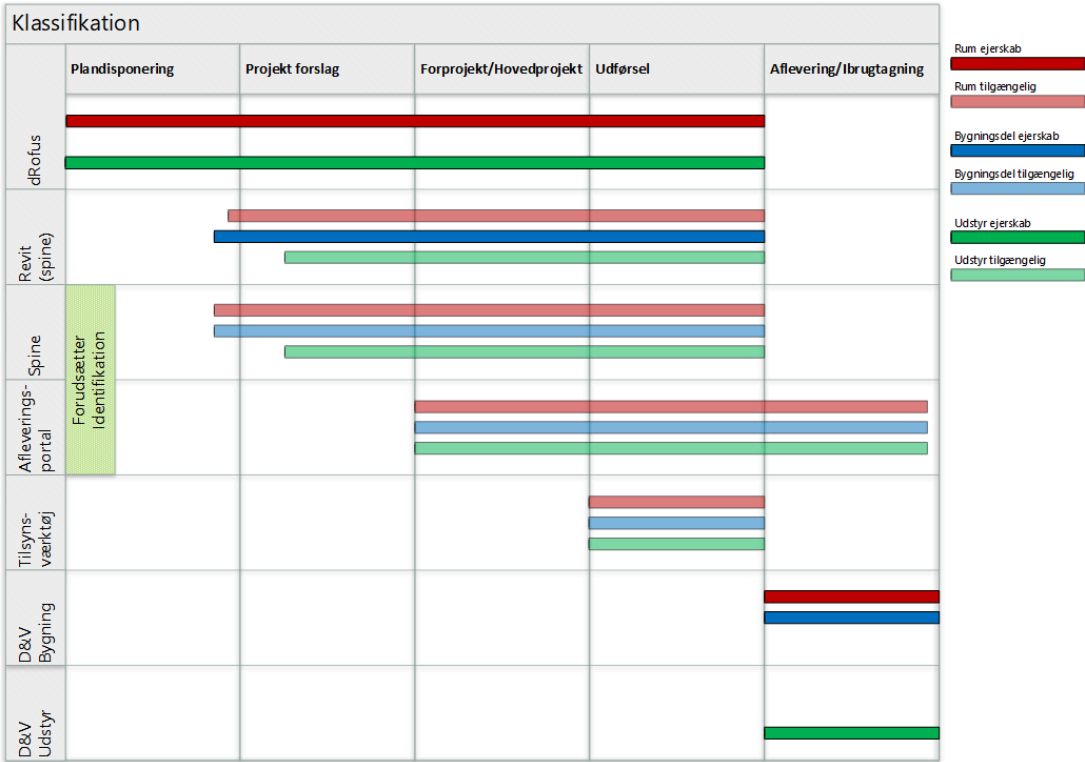 Klassifikation
Plandisponering
Projekt forslag
Forprojekt/Hovedprojekt
Udførsel
Aflevering/Ibrugtagning
dRofus
Revit
(spine)
Spine
Forudsætter
Identifikation
Afleverings-
portal
Tilsyns-
værktøj
D&V
Bygning
D&V
Udstyr
Rum ejerskab
Rum tilgængelig
Bygningsdel ejerskab
Bygningsdel tilgængelig
Udstyr ejerskab
Udstyr tilgængelig